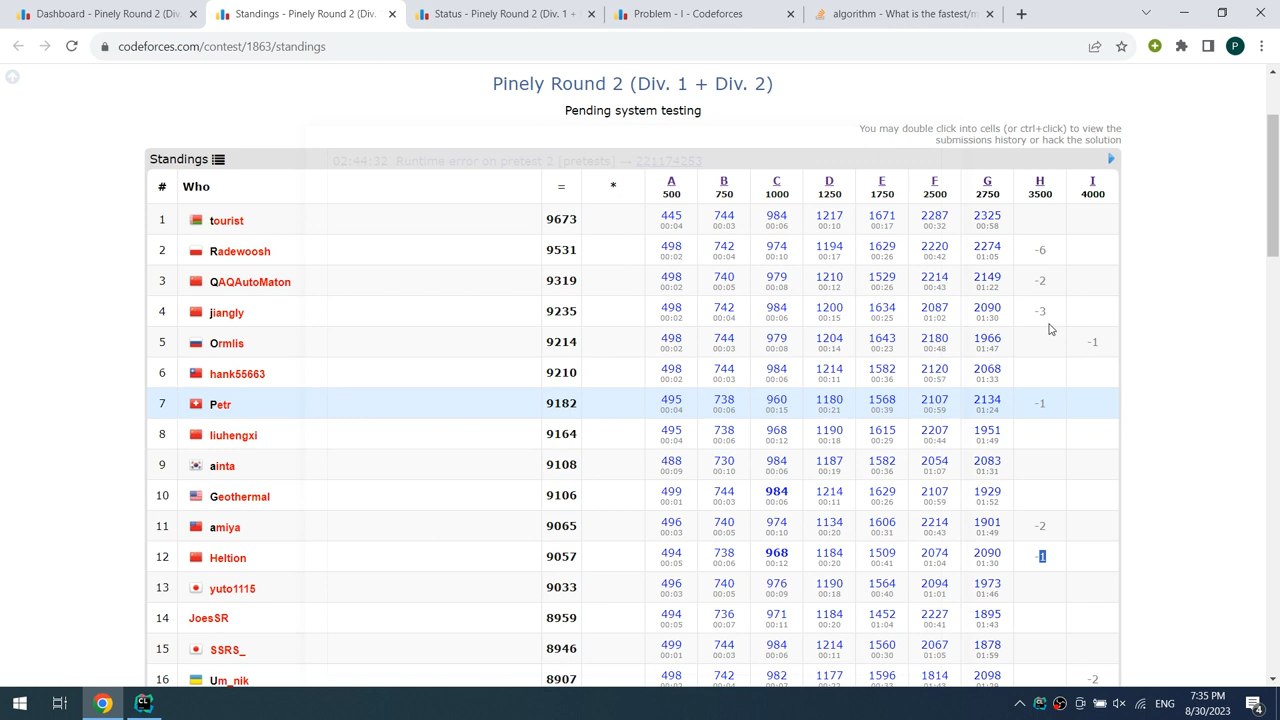 Dashboard - Pinely Round 2 (Div. Standings - Pinely Round 2 (Div. Status - Pinely Round 2 (Div. 1 + Problem - I - Codeforces algorithm - What is the fastest/m
codeforces.com/contest/1863/standings P
Pinely Round 2 (Div. 1 + Div. 2)
Pending system testing
You may double click into cells (or ctrl+click) to view the
submissions history or hack the solution
Standings 02:44:32 Runtime error on pretest 2 [pretests] → 221174253
# Who = * A B C D E F G H I
500 750 1000 1250 1750 2500 2750 3500 4000
1 tourist 9673 445 744 984 1217 1671 2287 2325
00:04 00:03 00:06 00:10 00:17 00:32 00:58
2 Radewoosh 9531 498 742 974 1194 1629 2220 2274 -6
00:02 00:04 00:10 00:17 00:26 00:42 01:05
3 QAQAutoMaton 9319 498 740 979 1210 1529 2214 2149 -2
00:02 00:05 00:08 00:12 00:26 00:43 01:22
4 jiangly 9235 498 742 984 1200 1634 2087 2090 -3
00:02 00:04 00:06 00:15 00:25 01:02 01:30
5 Ormlis 9214 498 744 979 1204 1643 2180 1966 -1
00:02 00:03 00:08 00:14 00:23 00:48 01:47
6 hank55663 9210 498 744 984 1214 1582 2120 2068
00:02 00:03 00:06 00:11 00:36 00:57 01:33
7 Petr 9182 495 738 960 1180 1568 2107 2134 -1
00:04 00:06 00:15 00:21 00:39 00:59 01:24
8 liuhengxi 9164 495 738 968 1190 1615 2207 1951
00:04 00:06 00:12 00:18 00:29 00:44 01:49
9 ainta 9108 488 730 984 1187 1582 2054 2083
00:09 00:10 00:06 00:19 00:36 01:07 01:31
10 Geothermal 9106 499 744 984 1214 1629 2107 1929
00:01 00:03 00:06 00:11 00:26 00:59 01:52
11 amiya 9065 496 740 974 1134 1606 2214 1901 -2
00:03 00:05 00:10 00:20 00:31 00:43 01:49
12 Heltion 9057 494 738 968 1184 1509 2074 2090 -1
00:05 00:06 00:12 00:20 00:41 01:04 01:30
13 yuto1115 9033 496 740 976 1190 1564 2094 1973
00:03 00:05 00:09 00:18 00:40 01:01 01:46
14 JoesSR 8959 494 736 971 1184 1452 2227 1895
00:05 00:07 00:11 00:20 01:04 00:41 01:43
15 SSRS_ 8946 499 744 984 1214 1560 2067 1878
00:01 00:03 00:06 00:11 00:30 01:05 01:59
16 Um_nik 8907 498 742 982 1177 1596 1814 2098 -2
ENG 7:35 PM
8/30/2023 4